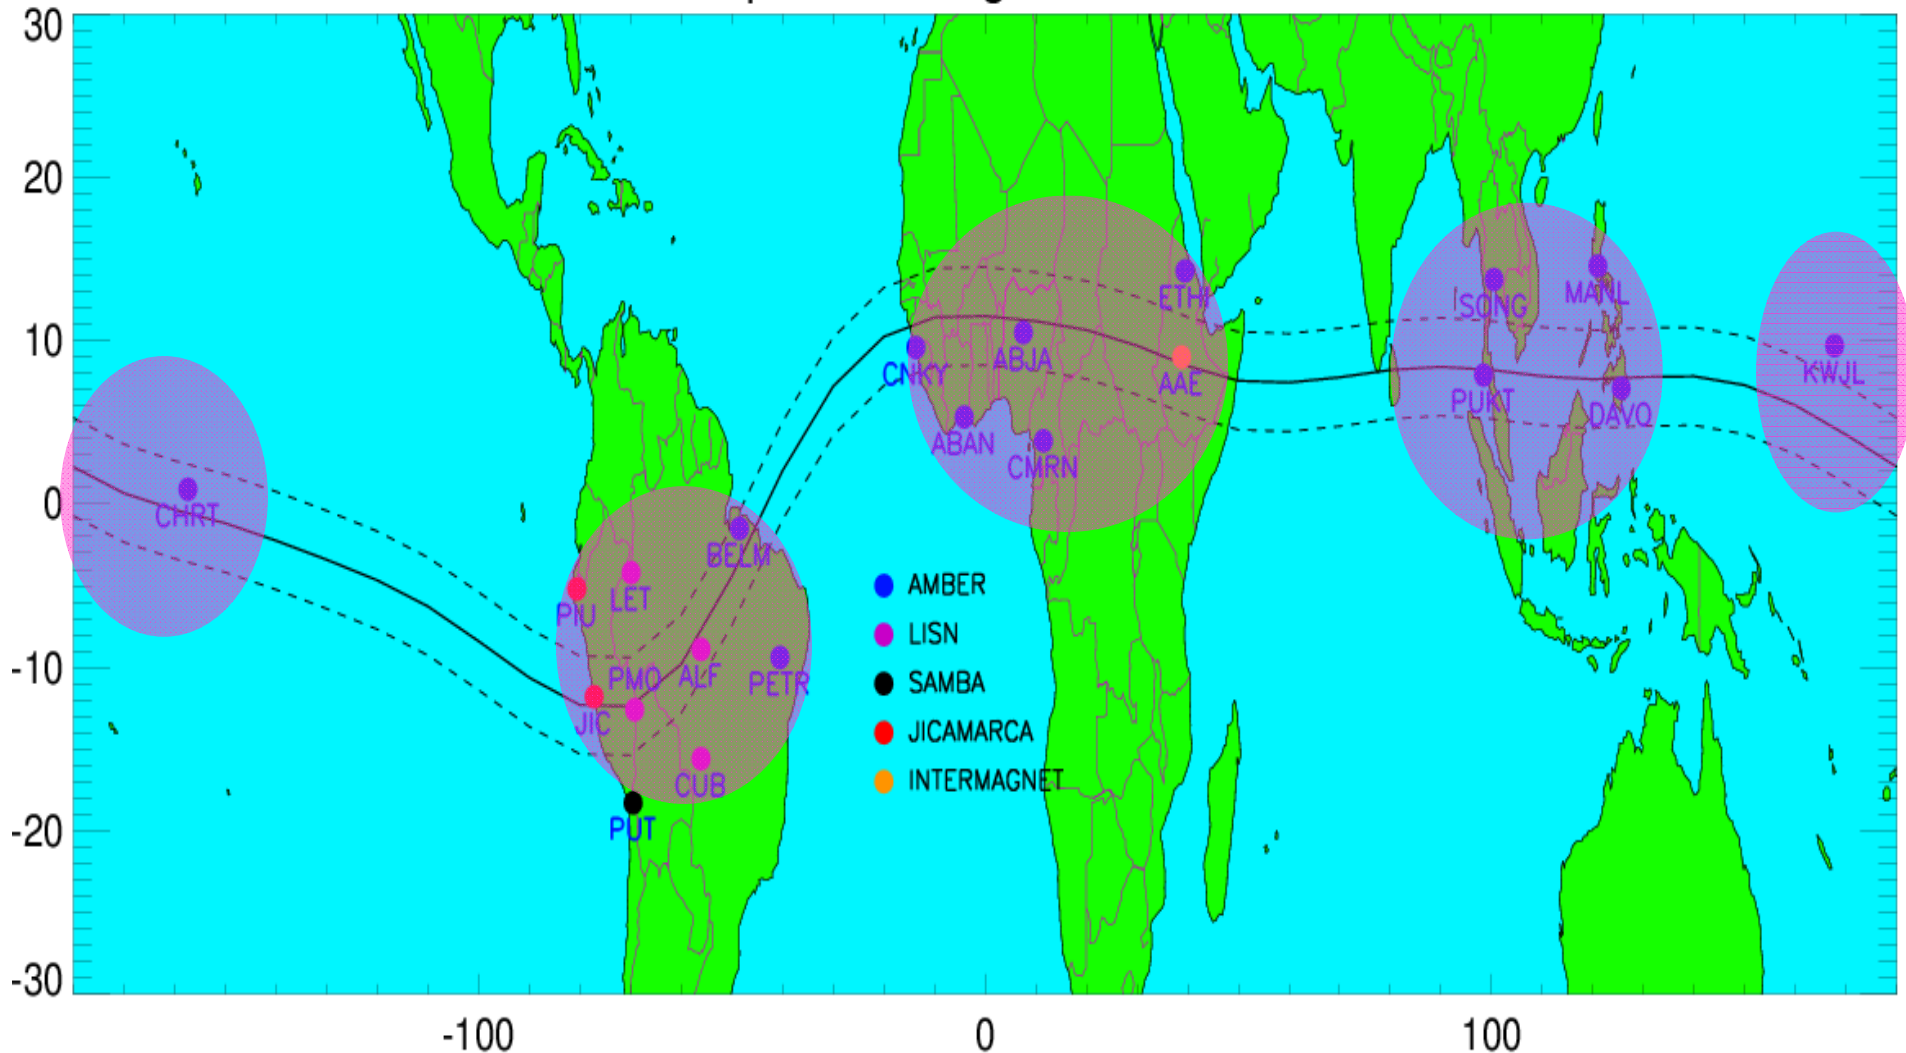 30
20
10
0
-10
-20
-30
-100
0
100
ETHI
SONG
MANL
CNKY
ABJA
AAE
PUKT
DAVO
KWJL
ABAN
CMRN
CHRT
BELM
PIU
LET
PMO
ALF
PETR
JIC
CUB
PUT
AMBER
LISN
SAMBA
JICAMARCA
INTERMAGNET